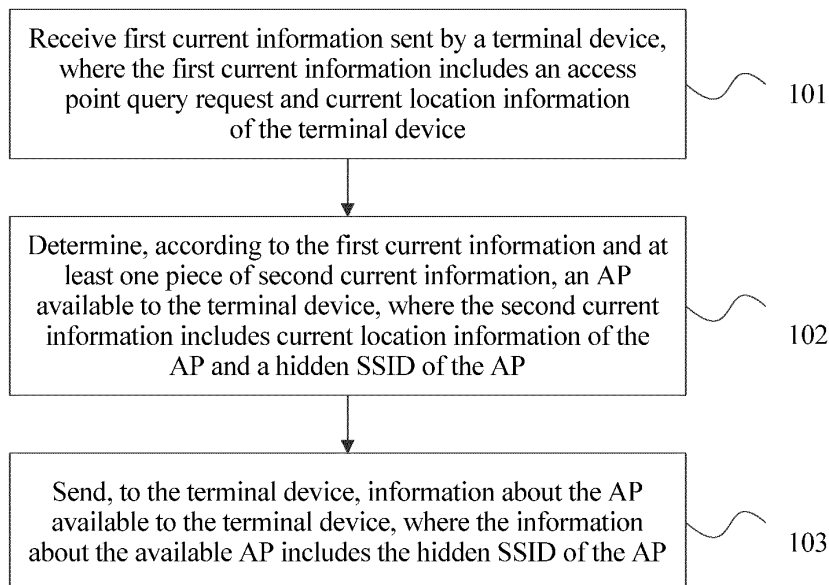 Receive first current information sent by a terminal device,
where the first current information includes an access
point query request and current location information
of the terminal device
101
Determine, according to the first current information and at
least one piece of second current information, an AP
available to the terminal device, where the second current
information includes current location information of the
AP and a hidden SSID of the AP
102
Send, to the terminal device, information about the AP
available to the terminal device, where the information
about the available AP includes the hidden SSID of the AP
103